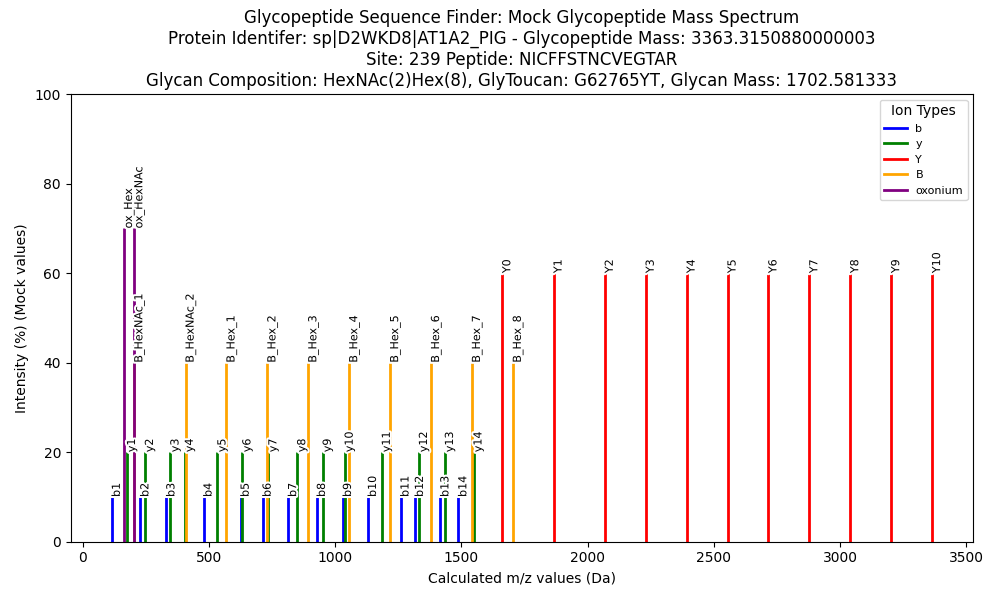 Glycopeptide Sequence Finder: Mock Glycopeptide Mass Spectrum
Protein Identifer: sp|D2WKD8|AT1A2_PIG - Glycopeptide Mass: 3363.3150880000003
Site: 239 Peptide: NICFFSTNCVEGTAR
Glycan Composition: HexNAc(2)Hex(8), GlyToucan: G62765YT, Glycan Mass: 1702.581333
Intensity (%) (Mock values)
100
80
60
40
20
0
Ion Types
b
y
Y
B
oxonium
ox_Hex
ox_HexNAc
Y0
Y1
Y2
Y3
Y4
Y5
Y6
Y7
Y8
Y9
Y10
B_HexNAc_1
B_HexNAc_2
B_Hex_1
B_Hex_2
B_Hex_3
B_Hex_4
B_Hex_5
B_Hex_6
B_Hex_7
B_Hex_8
y1
y2
y3
y4
y5
y6
y7
y8
y9
y10
y11
y12
y13
y14
b1
b2
b3
b4
b5
b6
b7
b8
b9
b10
b11
b12
b13
b14
0
500
1000
1500
2000
2500
3000
3500
Calculated m/z values (Da)